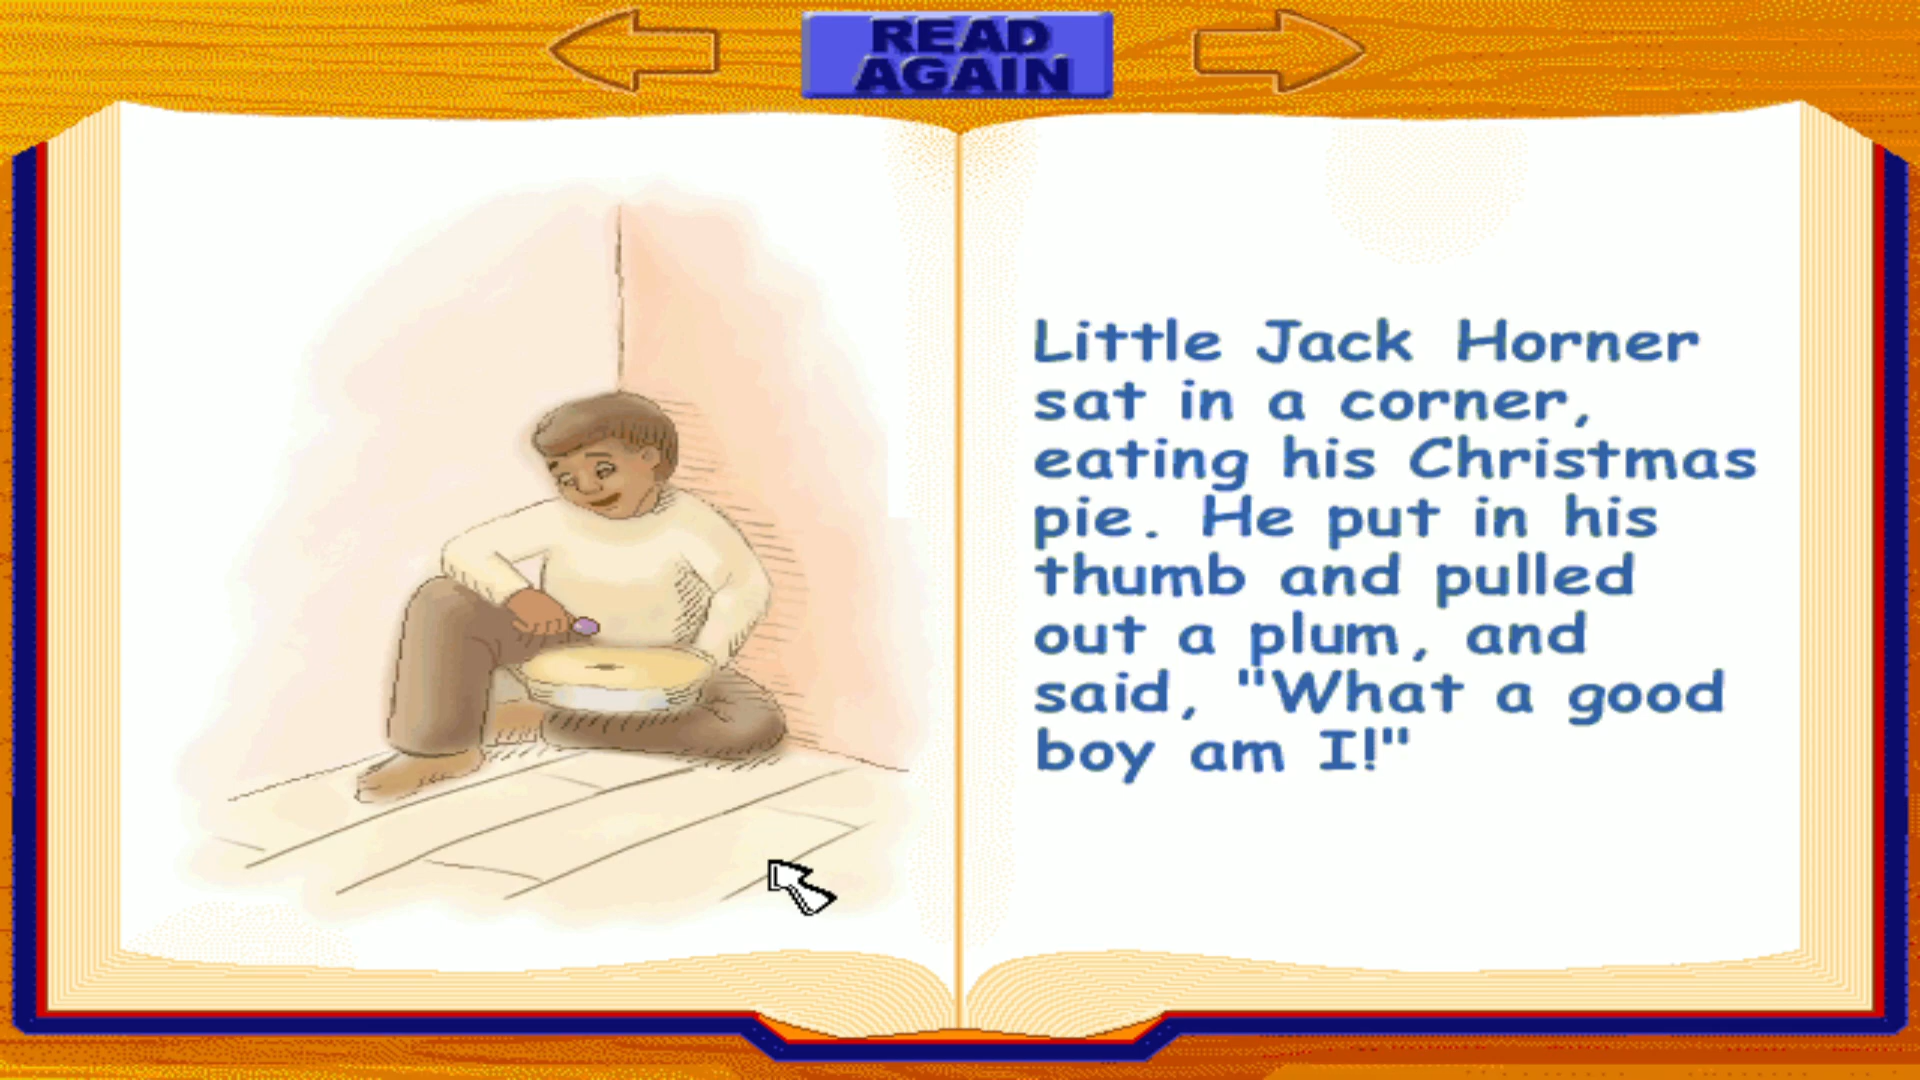 READ
AGAIN
Little Jack Horner
sat in a corner,
eating his Christmas
pie. He put in his
thumb and pulled
out a plum, and
said, "What a good
boy am I!"